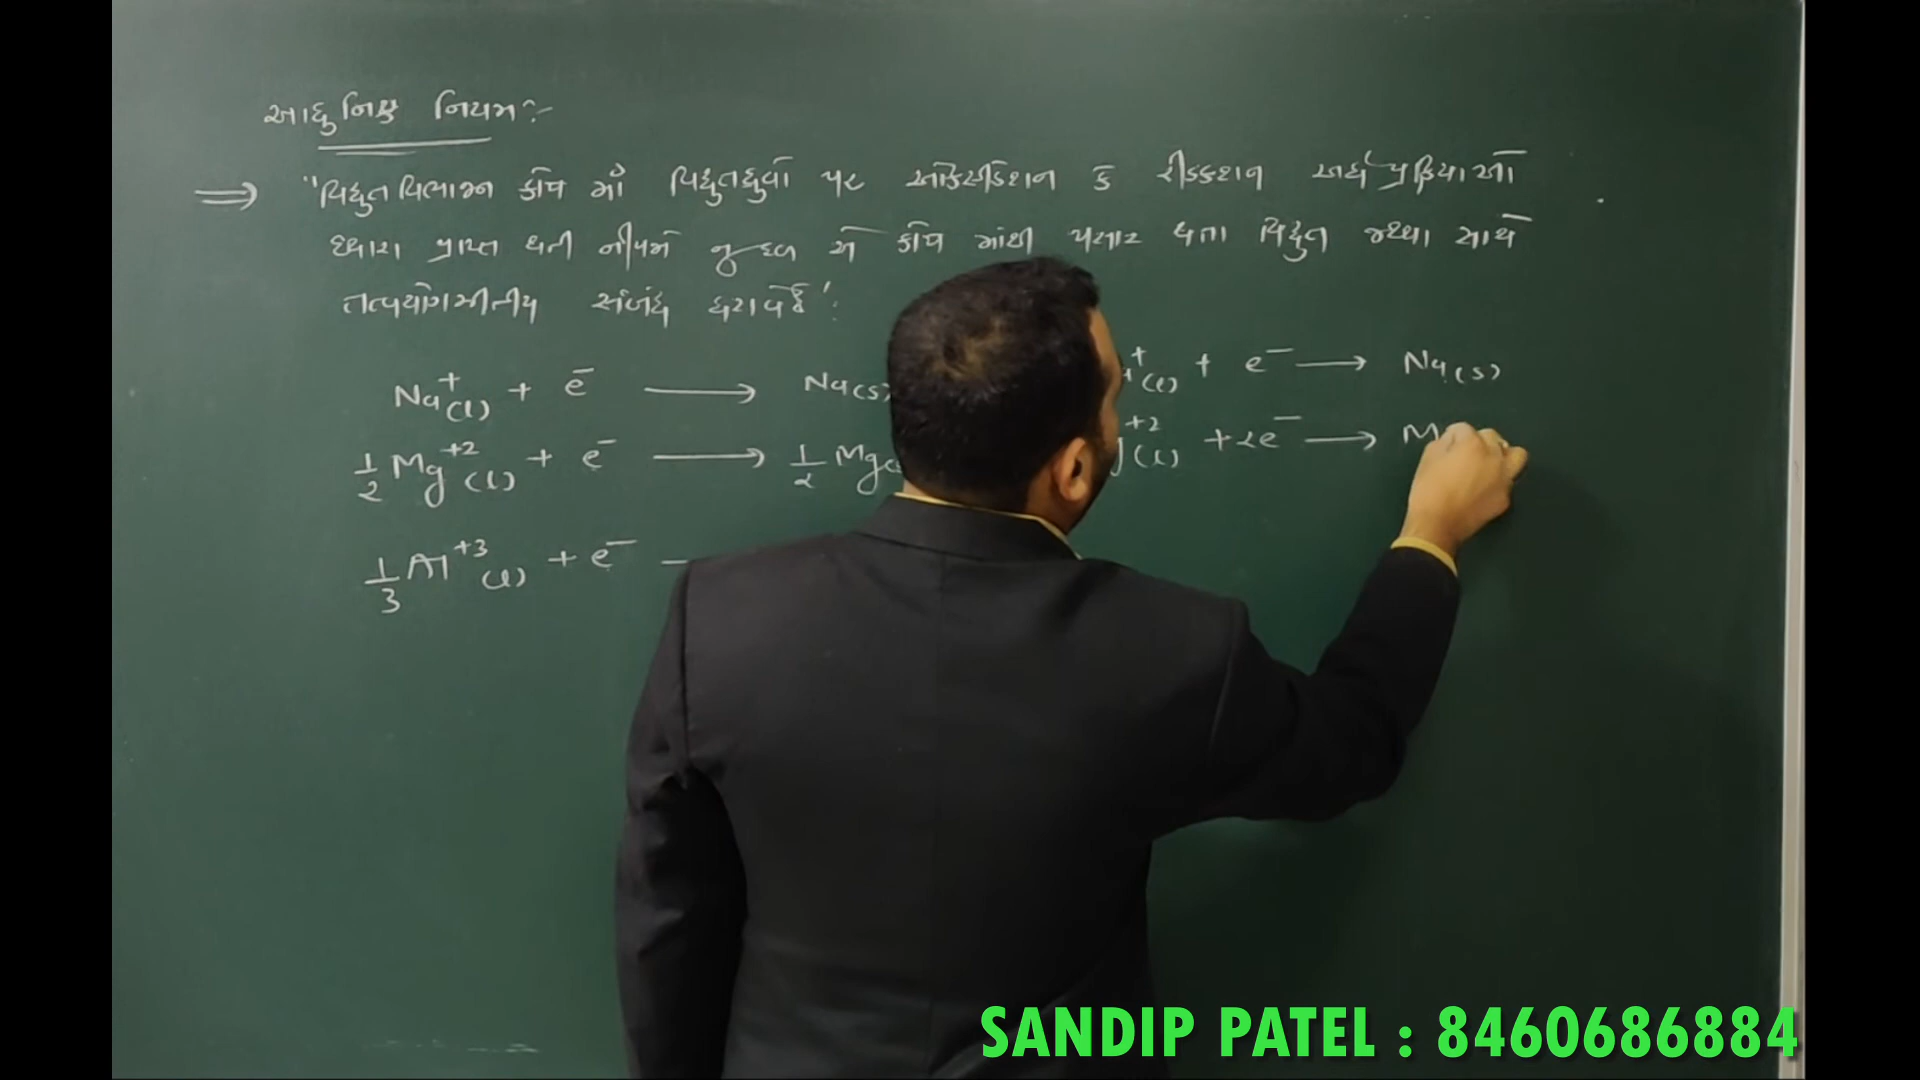 આધુનિક નિયમ :-
⇒ "વિદ્યુતવિભાજન કોષ માં વિદ્યુતધ્રુવો પર ઓક્સીડેશન કે રીડક્શન અર્ધપ્રક્રિયાઓ
દ્વારા પ્રાપ્ત થતી નીપજ એ કોષ માંથી પસાર થતા વિદ્યુત જથ્થા સાથે
તત્વયોગમીતીય સંબંધ ધરાવે છે".
Na⁺(l) + e⁻ ⟶ Na(s) ⁺(l) + e⁻ ⟶ Na(s)
1/2 Mg⁺²(l) + e⁻ ⟶ 1/2 Mg ⁺²(l) + 2e⁻ ⟶ M
1/3 Al⁺³(l) + e⁻
SANDIP PATEL : 8460686884